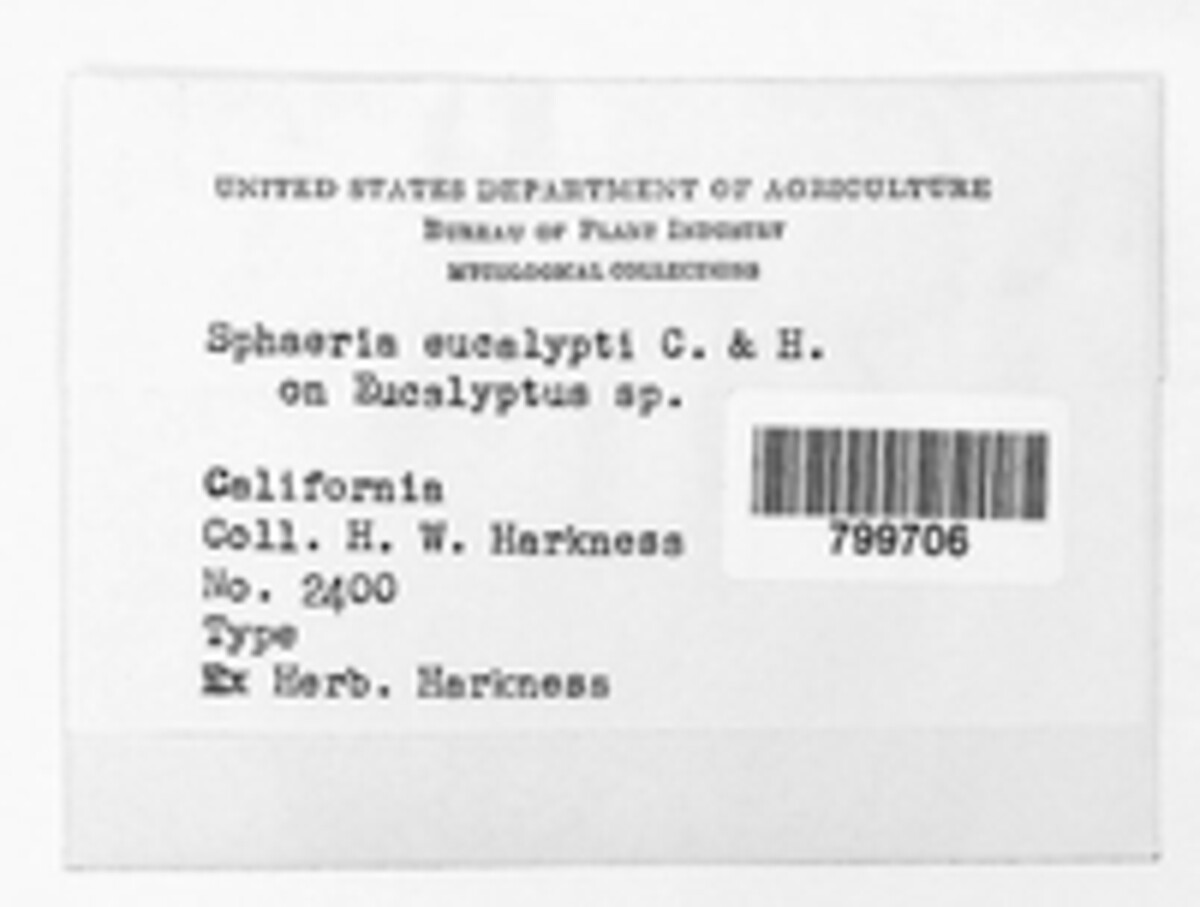 UNITED STATES DEPARTMENT OF AGRICULTURE
BUREAU OF PLANT INDUSTRY
MYCOLOGICAL COLLECTIONS
Sphaeria eucalypti C. & H.
on Eucalyptus sp.
California
Coll. H. W. Harkness
No. 2400
Type
Ex Herb. Harkness
799706